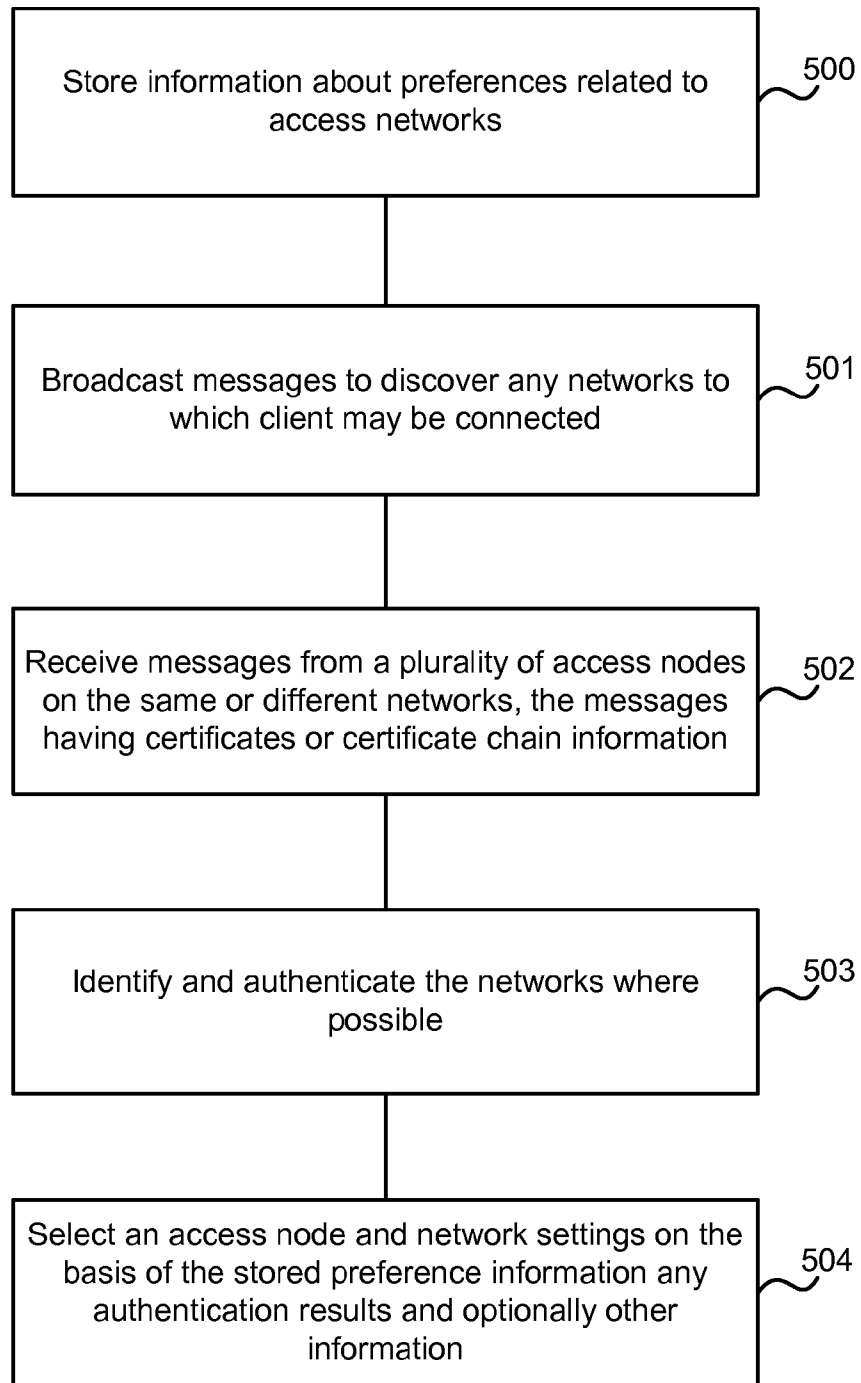 Store information about preferences related to
access networks
500
Broadcast messages to discover any networks to
which client may be connected
501
Receive messages from a plurality of access nodes
on the same or different networks, the messages
having certificates or certificate chain information
502
Identify and authenticate the networks where
possible
503
Select an access node and network settings on the
basis of the stored preference information any
authentication results and optionally other
information
504